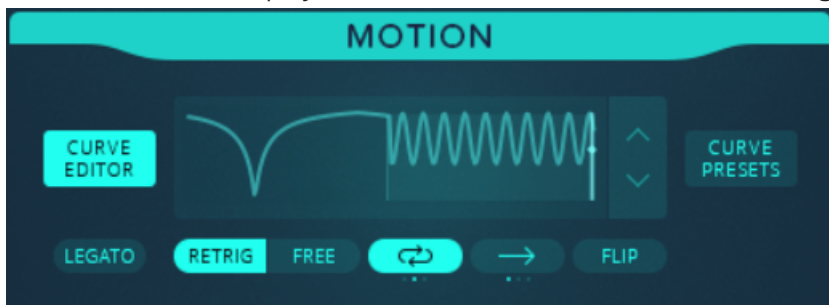 MOTION
CURVE
EDITOR
CURVE
PRESETS
LEGATO
RETRIG
FREE
FLIP